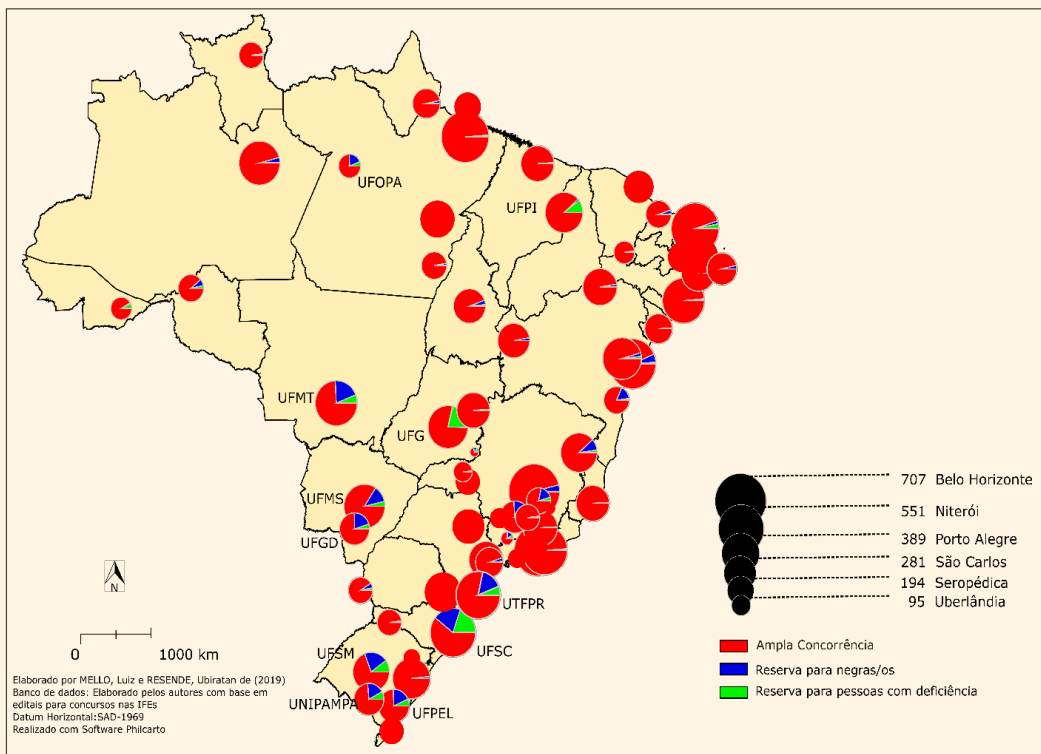 UFOPA
UFPI
UFMT
UFG
UFMS
UFGD
UTFPR
UFSC
UFSM
UNIPAMPA
UFPEL
N
0 1000 km
707 Belo Horizonte
551 Niterói
389 Porto Alegre
281 São Carlos
194 Seropédica
95 Uberlândia
Ampla Concorrência
Reserva para negras/os
Reserva para pessoas com deficiência
Elaborado por MELLO, Luiz e RESENDE, Ubiratan de (2019)
Banco de dados: Elaborado pelos autores com base em
editais para concursos nas IFEs
Datum Horizontal:SAD-1969
Realizado com Software Philcarto